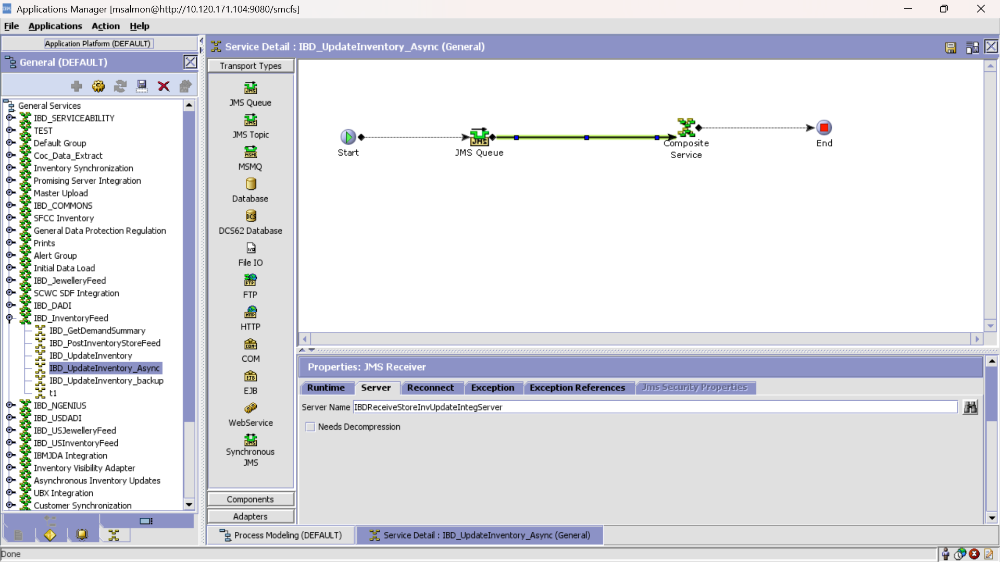 Applications Manager [msalmon@http://10.120.171.104:9080/smcfs]
File Applications Action Help
Application Platform (DEFAULT)
General (DEFAULT)
General Services
IBD_SERVICEABILITY
TEST
Default Group
Coc_Data_Extract
Inventory Synchronization
Promising Server Integration
Master Upload
IBD_COMMONS
SFCC Inventory
General Data Protection Regulation
Prints
Alert Group
Initial Data Load
IBD_JewelleryFeed
SCWC SDF Integration
IBD_DADI
IBD_InventoryFeed
IBD_GetDemandSummary
IBD_PostInventoryStoreFeed
IBD_UpdateInventory
IBD_UpdateInventory_Async
IBD_UpdateInventory_backup
t1
IBD_NGENIUS
IBD_USDADI
IBD_USJewelleryFeed
IBD_USInventoryFeed
IBMJDA Integration
Inventory Visibility Adapter
Asynchronous Inventory Updates
UBX Integration
Customer Synchronization
Service Detail : IBD_UpdateInventory_Async (General)
Transport Types
JMS Queue
JMS Topic
MSMQ
Database
DCS62 Database
File IO
FTP
HTTP
COM
EJB
WebService
Synchronous
JMS
Components
Adapters
Start
JMS Queue
Composite
Service
End
Properties: JMS Receiver
Runtime Server Reconnect Exception Exception References Jms Security Properties
Server Name IBDReceiveStoreInvUpdateIntegServer
Needs Decompression
Process Modeling (DEFAULT)
Service Detail : IBD_UpdateInventory_Async (General)
Done